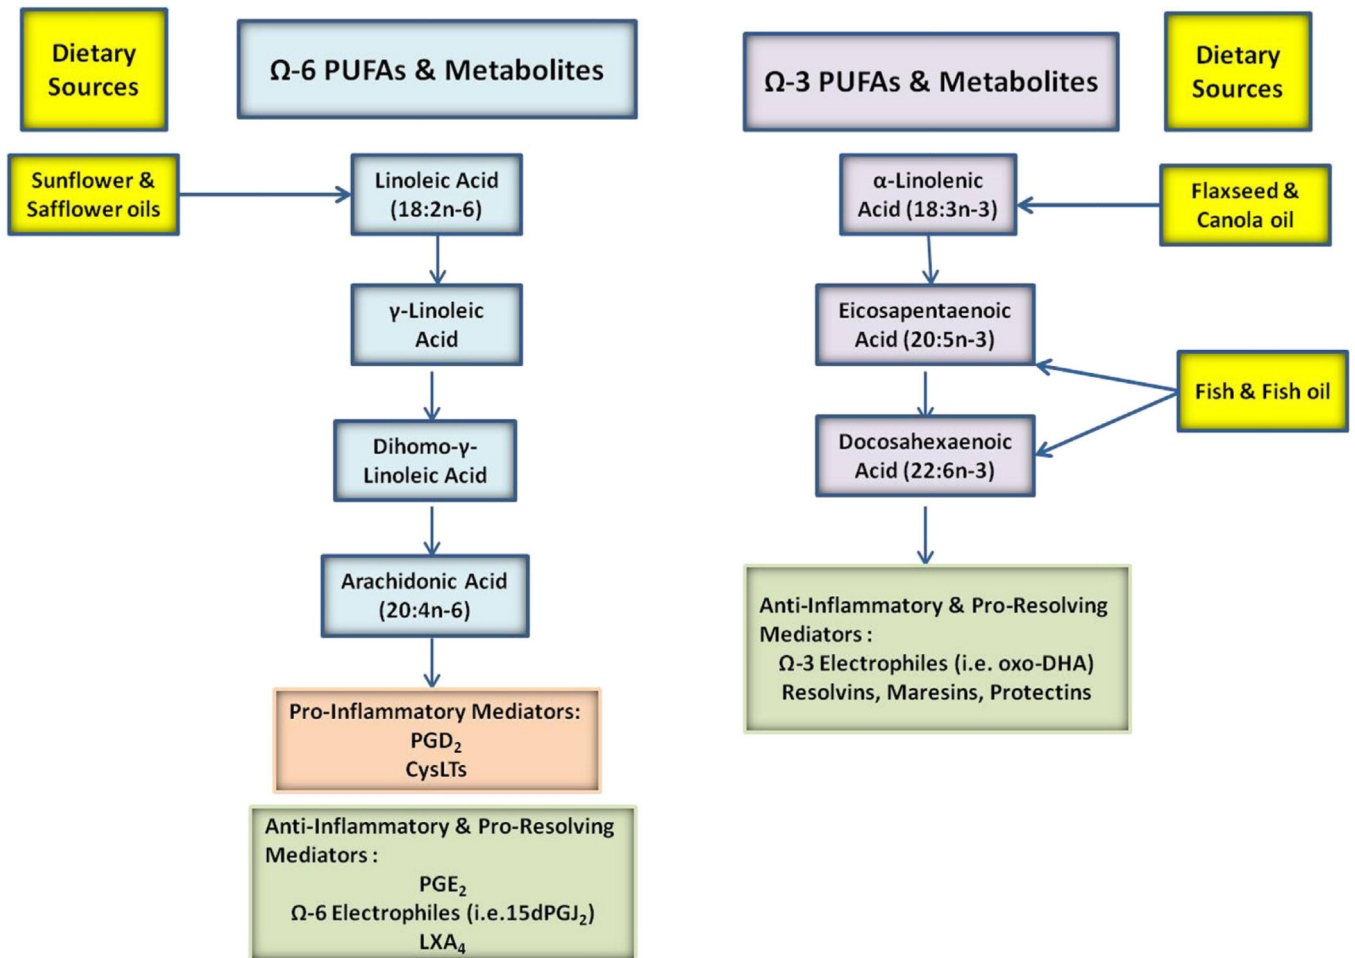 Dietary
Sources
Ω-6 PUFAs & Metabolites
Sunflower &
Safflower oils
Linoleic Acid
(18:2n-6)
γ-Linoleic
Acid
Dihomo-γ-
Linoleic Acid
Arachidonic Acid
(20:4n-6)
Pro-Inflammatory Mediators:
PGD₂
CysLTs
Anti-Inflammatory & Pro-Resolving
Mediators :
PGE₂
Ω-6 Electrophiles (i.e.15dPGJ₂)
LXA₄
Ω-3 PUFAs & Metabolites
Dietary
Sources
α-Linolenic
Acid (18:3n-3)
Flaxseed &
Canola oil
Eicosapentaenoic
Acid (20:5n-3)
Fish & Fish oil
Docosahexaenoic
Acid (22:6n-3)
Anti-Inflammatory & Pro-Resolving
Mediators :
Ω-3 Electrophiles (i.e. oxo-DHA)
Resolvins, Maresins, Protectins